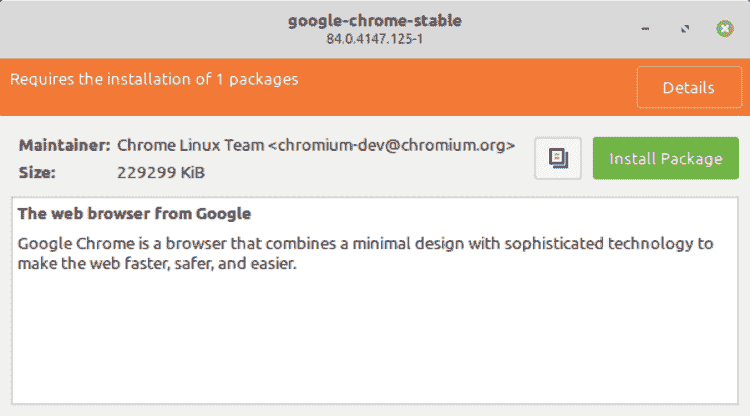 google-chrome-stable
84.0.4147.125-1
Requires the installation of 1 packages
Details
Maintainer: Chrome Linux Team <chromium-dev@chromium.org>
Install Package
Size: 229299 KiB
The web browser from Google
Google Chrome is a browser that combines a minimal design with sophisticated technology to
make the web faster, safer, and easier.